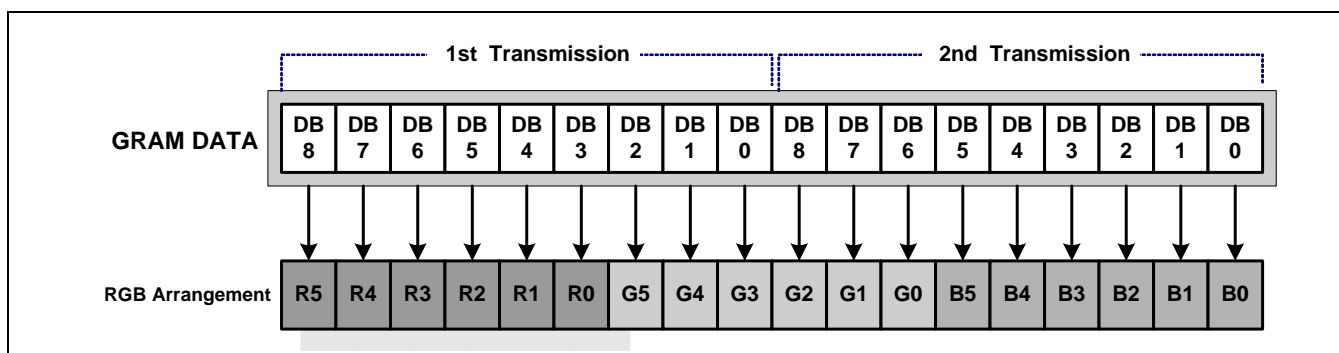 1st Transmission 2nd Transmission
GRAM DATA DB 8 DB 7 DB 6 DB 5 DB 4 DB 3 DB 2 DB 1 DB 0 DB 8 DB 7 DB 6 DB 5 DB 4 DB 3 DB 2 DB 1 DB 0
RGB Arrangement R5 R4 R3 R2 R1 R0 G5 G4 G3 G2 G1 G0 B5 B4 B3 B2 B1 B0